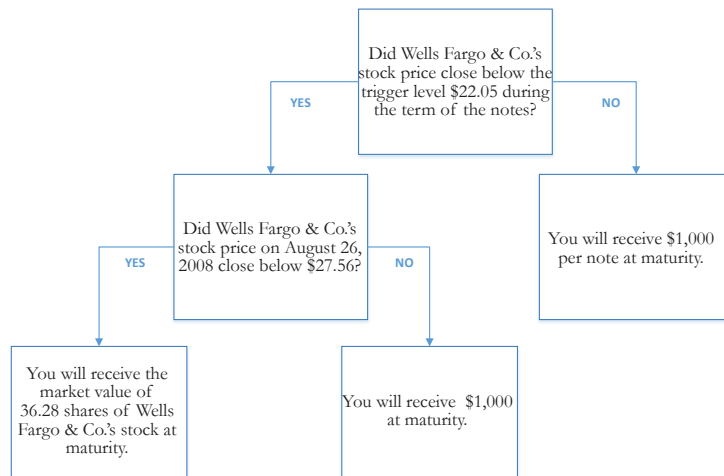 Did Wells Fargo & Co.'s
stock price close below the
trigger level $22.05 during
the term of the notes?
YES
NO
Did Wells Fargo & Co.'s
stock price on August 26,
2008 close below $27.56?
You will receive $1,000
per note at maturity.
YES
NO
You will receive the
market value of
36.28 shares of Wells
Fargo & Co.'s stock at
maturity.
You will receive $1,000
at maturity.